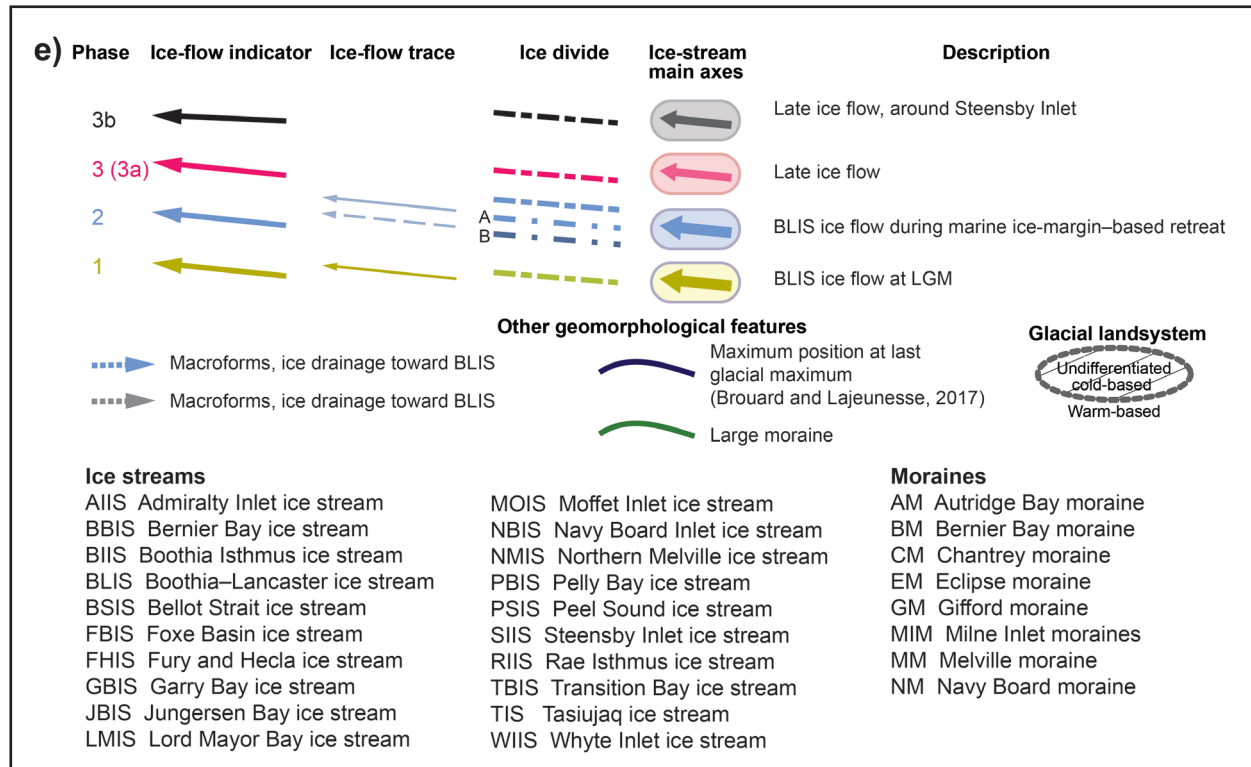 e) Phase Ice-flow indicator Ice-flow trace Ice divide Ice-stream main axes Description
3b Late ice flow, around Steensby Inlet
3 (3a) Late ice flow
2 A B BLIS ice flow during marine ice-margin–based retreat
1 BLIS ice flow at LGM
Other geomorphological features
Macroforms, ice drainage toward BLIS
Macroforms, ice drainage toward BLIS
Maximum position at last
glacial maximum
(Brouard and Lajeunesse, 2017)
Large moraine
Glacial landsystem
Undifferentiated
cold-based
Warm-based
Ice streams
AIIS Admiralty Inlet ice stream
BBIS Bernier Bay ice stream
BIIS Boothia Isthmus ice stream
BLIS Boothia–Lancaster ice stream
BSIS Bellot Strait ice stream
FBIS Foxe Basin ice stream
FHIS Fury and Hecla ice stream
GBIS Garry Bay ice stream
JBIS Jungersen Bay ice stream
LMIS Lord Mayor Bay ice stream
MOIS Moffet Inlet ice stream
NBIS Navy Board Inlet ice stream
NMIS Northern Melville ice stream
PBIS Pelly Bay ice stream
PSIS Peel Sound ice stream
SIIS Steensby Inlet ice stream
RIIS Rae Isthmus ice stream
TBIS Transition Bay ice stream
TIS Tasiujaq ice stream
WIIS Whyte Inlet ice stream
Moraines
AM Autridge Bay moraine
BM Bernier Bay moraine
CM Chantrey moraine
EM Eclipse moraine
GM Gifford moraine
MIM Milne Inlet moraines
MM Melville moraine
NM Navy Board moraine